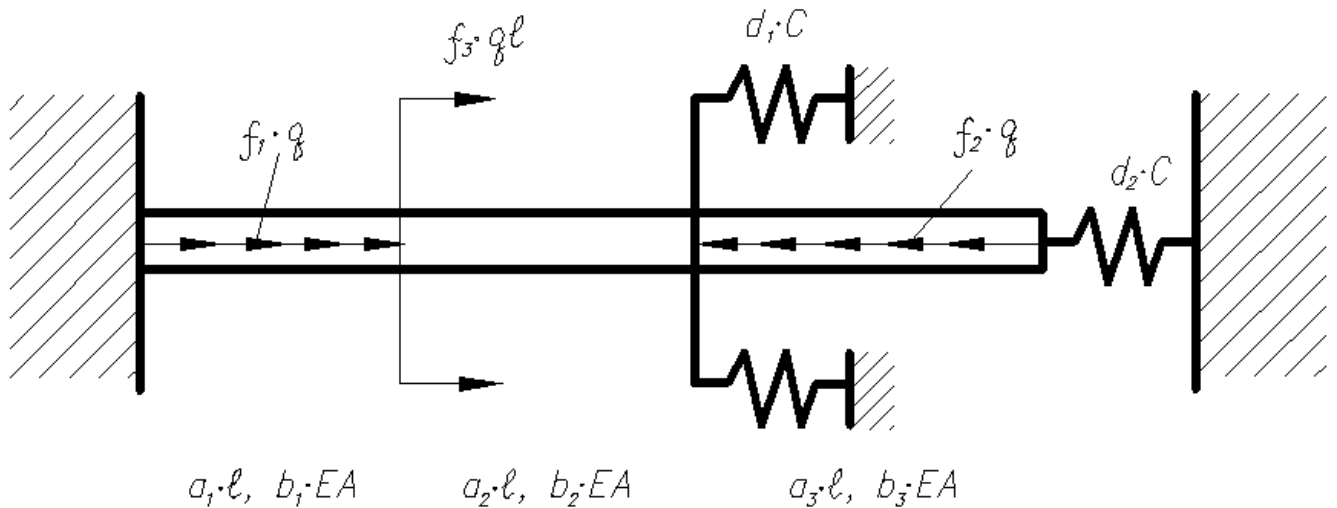 f₃·qℓ
d₁·C
f₁·q
f₂·q
d₂·C
a₁·ℓ, b₁·EA
a₂·ℓ, b₂·EA
a₃·ℓ, b₃·EA